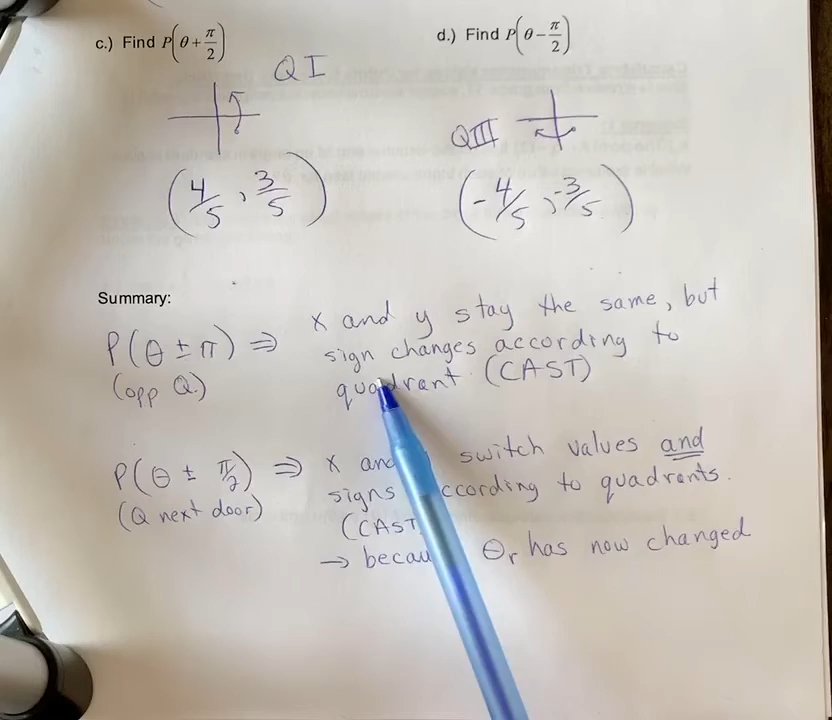 c.) Find P(θ + π/2)
d.) Find P(θ − π/2)
Q I
Q III
(4/5, 3/5)
(-4/5, -3/5)
Summary:
P(θ ± π) ⇒ x and y stay the same, but
(opp Q.) sign changes according to
quadrant. (CAST)
P(θ ± π/2) ⇒ x and switch values and
(Q next door) signs according to quadrants.
(CAST
→ θr has now changed